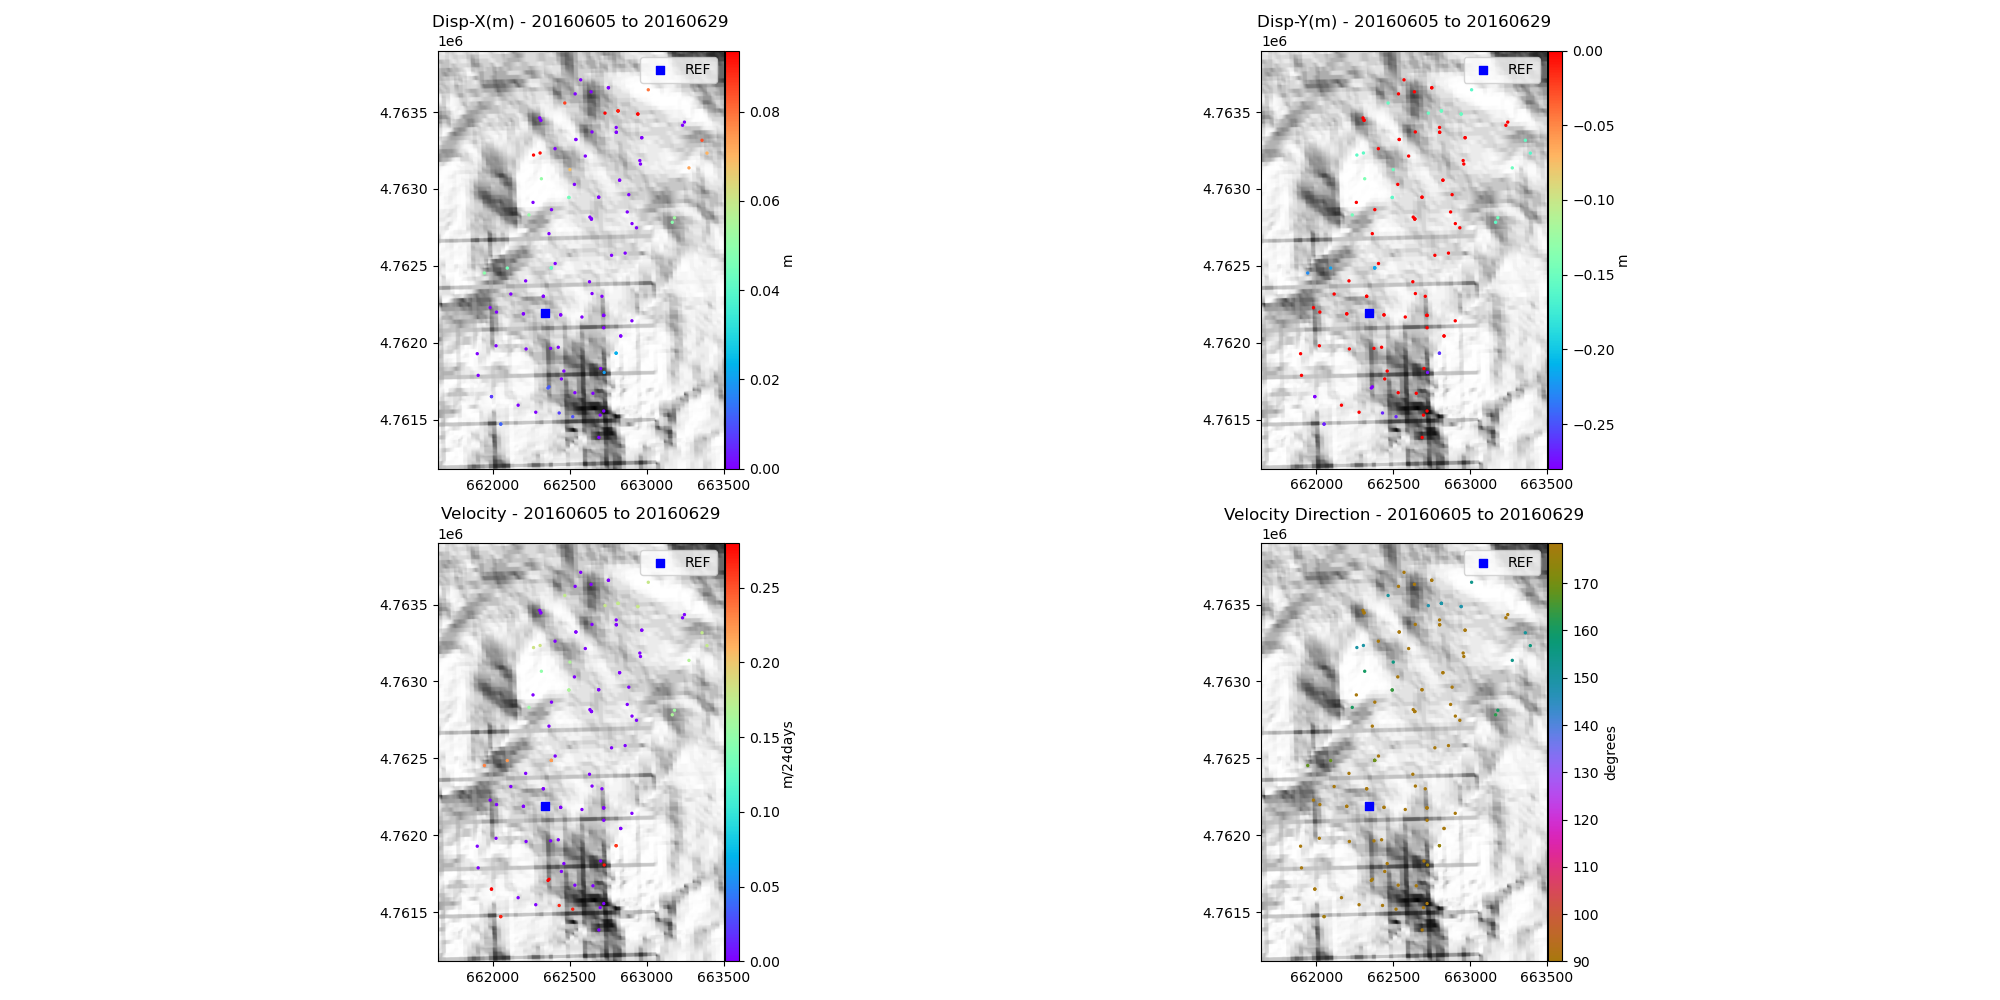 Disp-X(m) - 20160605 to 20160629
1e6
REF
4.7635
4.7630
4.7625
4.7620
4.7615
662000 662500 663000 663500
0.08
0.06
0.04
0.02
0.00
m
Disp-Y(m) - 20160605 to 20160629
1e6
REF
4.7635
4.7630
4.7625
4.7620
4.7615
662000 662500 663000 663500
0.00
−0.05
−0.10
−0.15
−0.20
−0.25
m
Velocity - 20160605 to 20160629
1e6
REF
4.7635
4.7630
4.7625
4.7620
4.7615
662000 662500 663000 663500
0.25
0.20
0.15
0.10
0.05
0.00
m/24days
Velocity Direction - 20160605 to 20160629
1e6
REF
4.7635
4.7630
4.7625
4.7620
4.7615
662000 662500 663000 663500
170
160
150
140
130
120
110
100
90
degrees